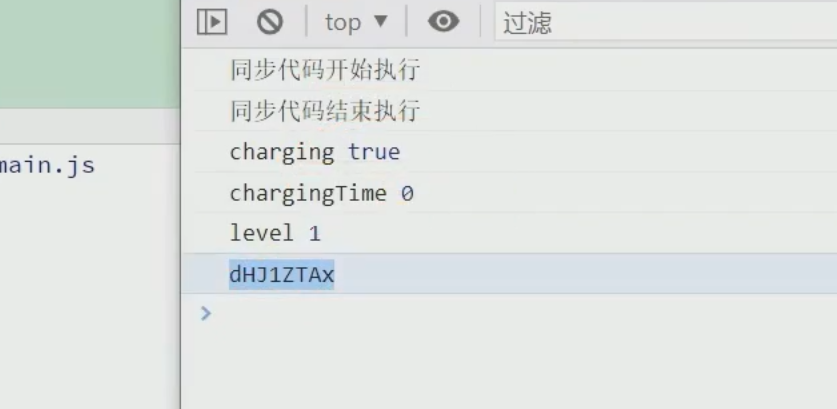 top
过滤
同步代码开始执行
同步代码结束执行
main.js
charging true
chargingTime 0
level 1
dHJ1ZTAx